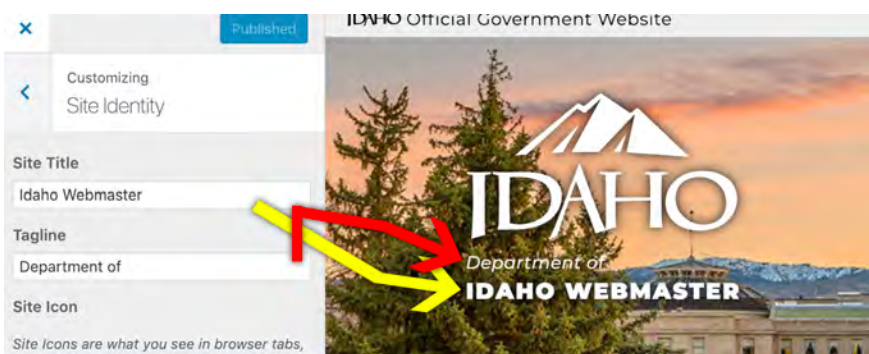 Published
Customizing
Site Identity
Site Title
Idaho Webmaster
Tagline
Department of
Site Icon
Site Icons are what you see in browser tabs,
IDAHO Official Government Website
IDAHO
Department of
IDAHO WEBMASTER